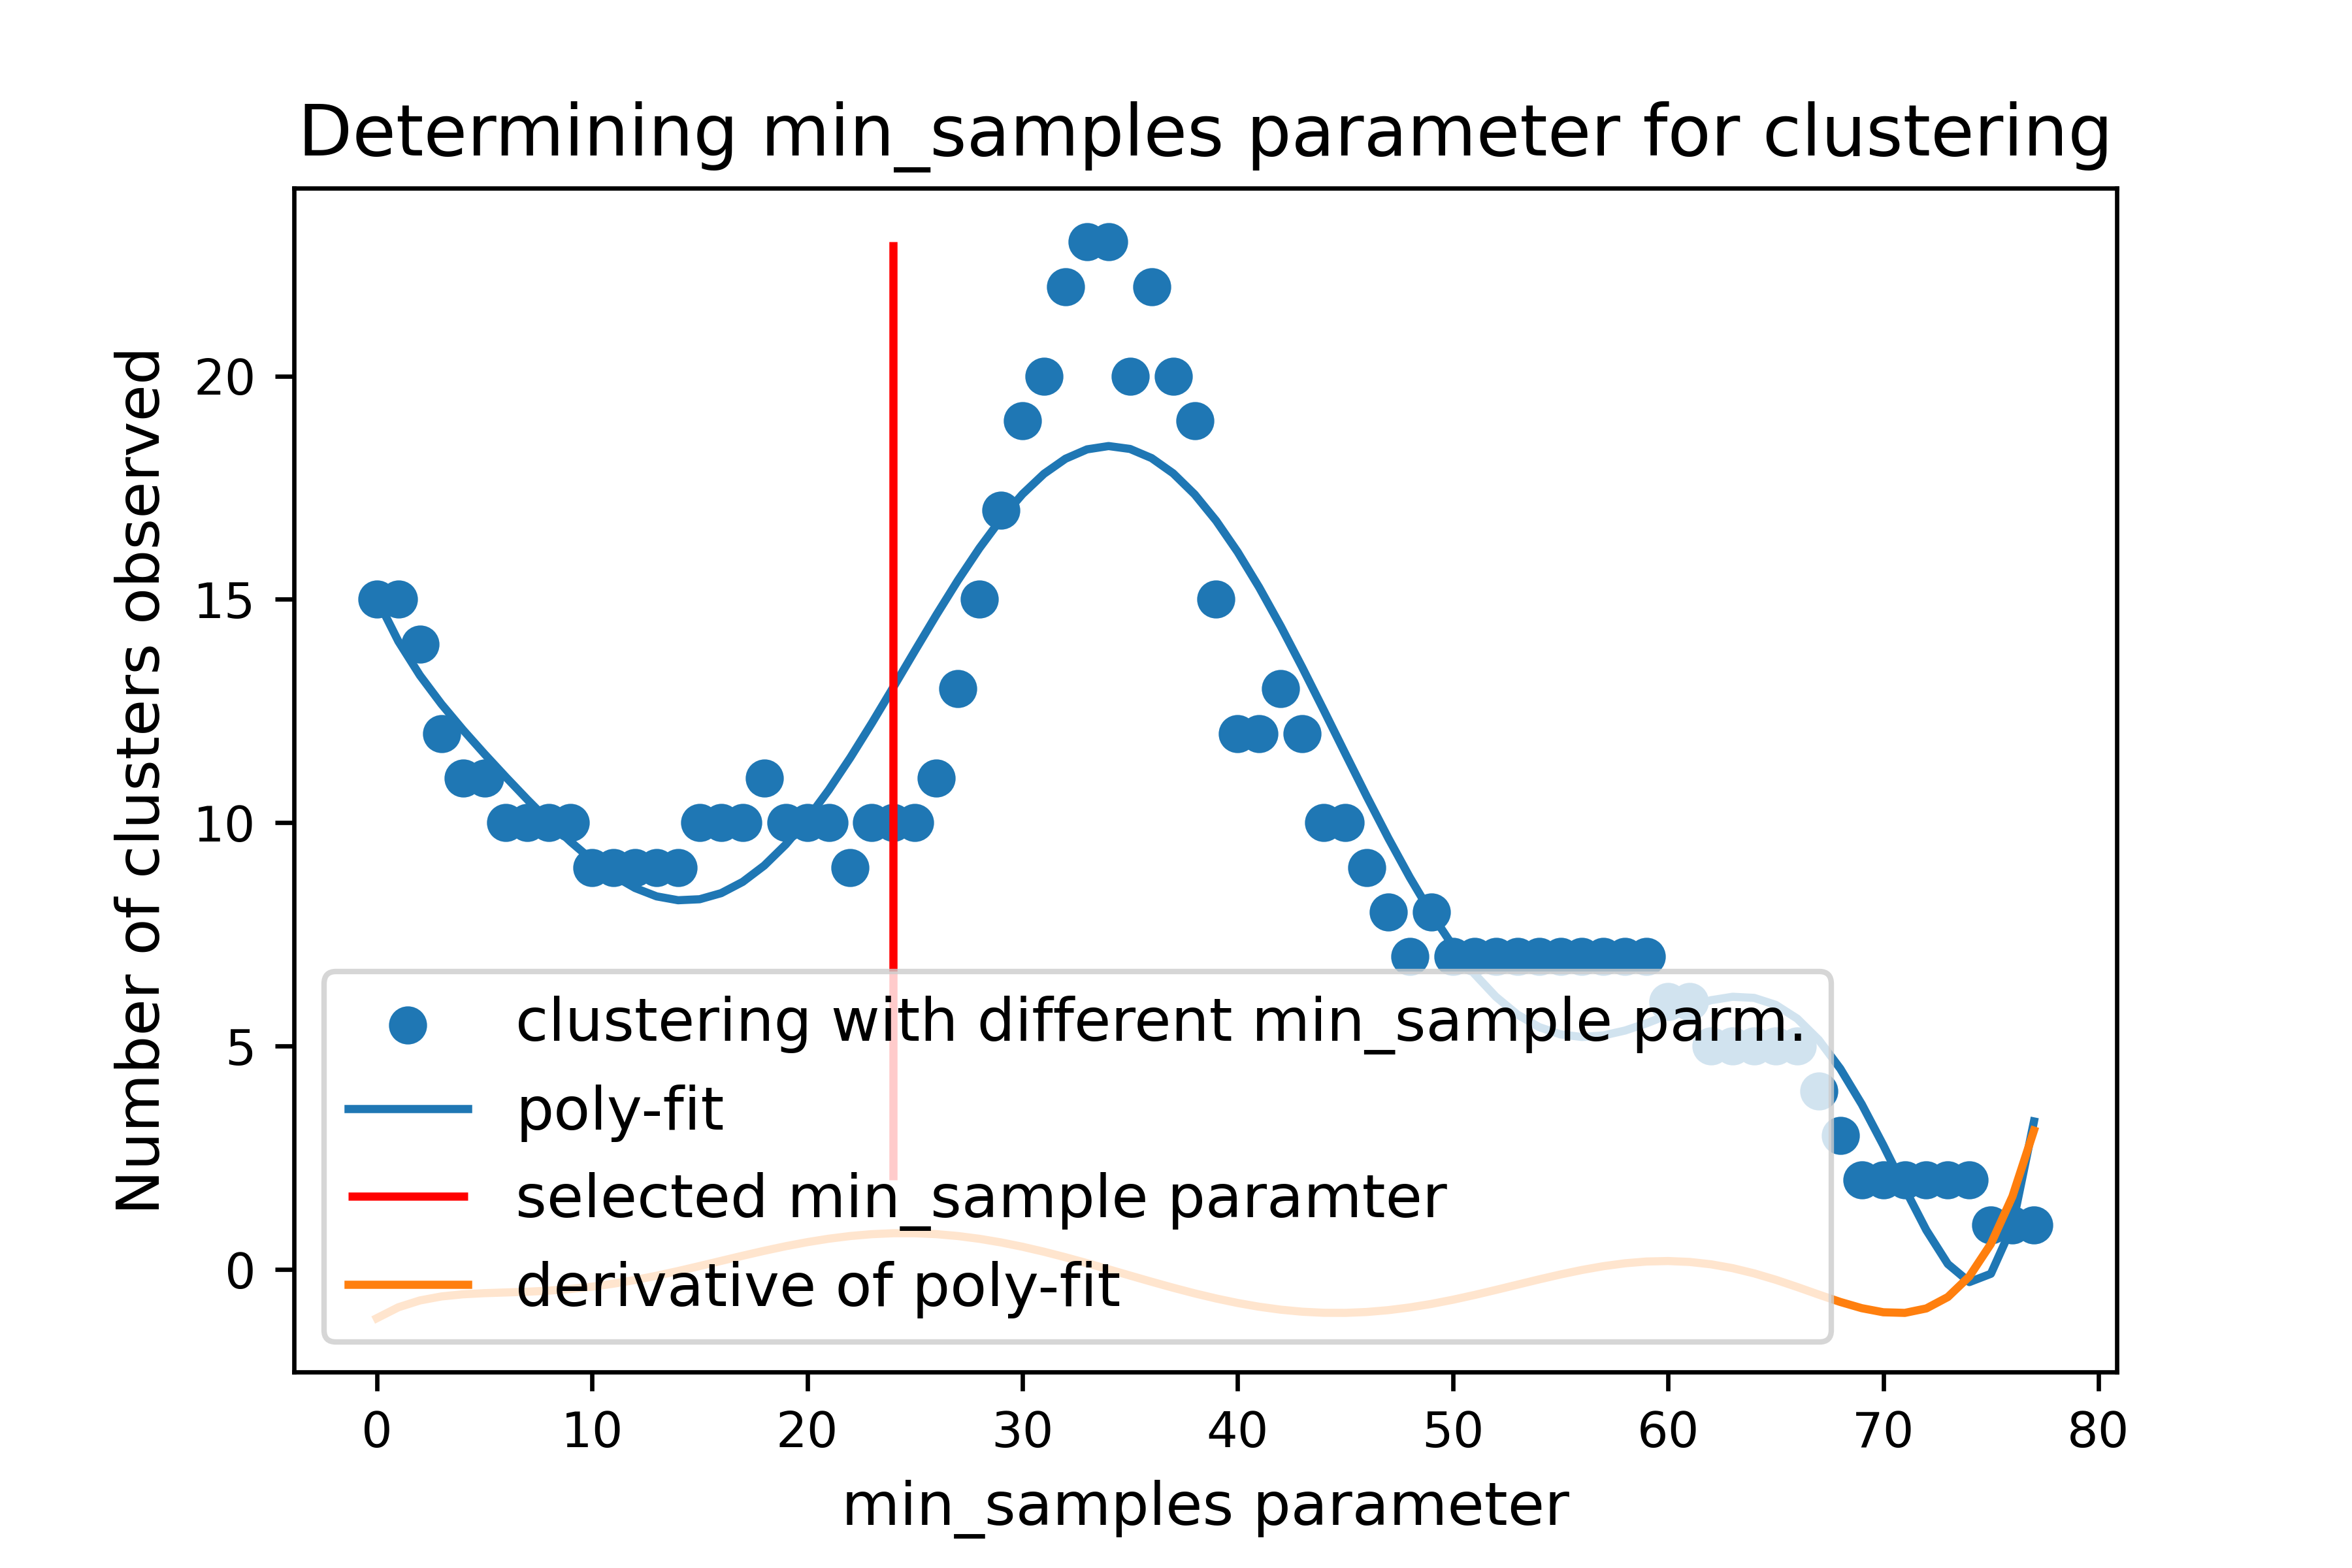 Determining min_samples parameter for clustering
Number of clusters observed
20
15
10
5
0
clustering with different min_sample parm.
poly-fit
selected min_sample paramter
derivative of poly-fit
0 10 20 30 40 50 60 70 80
min_samples parameter